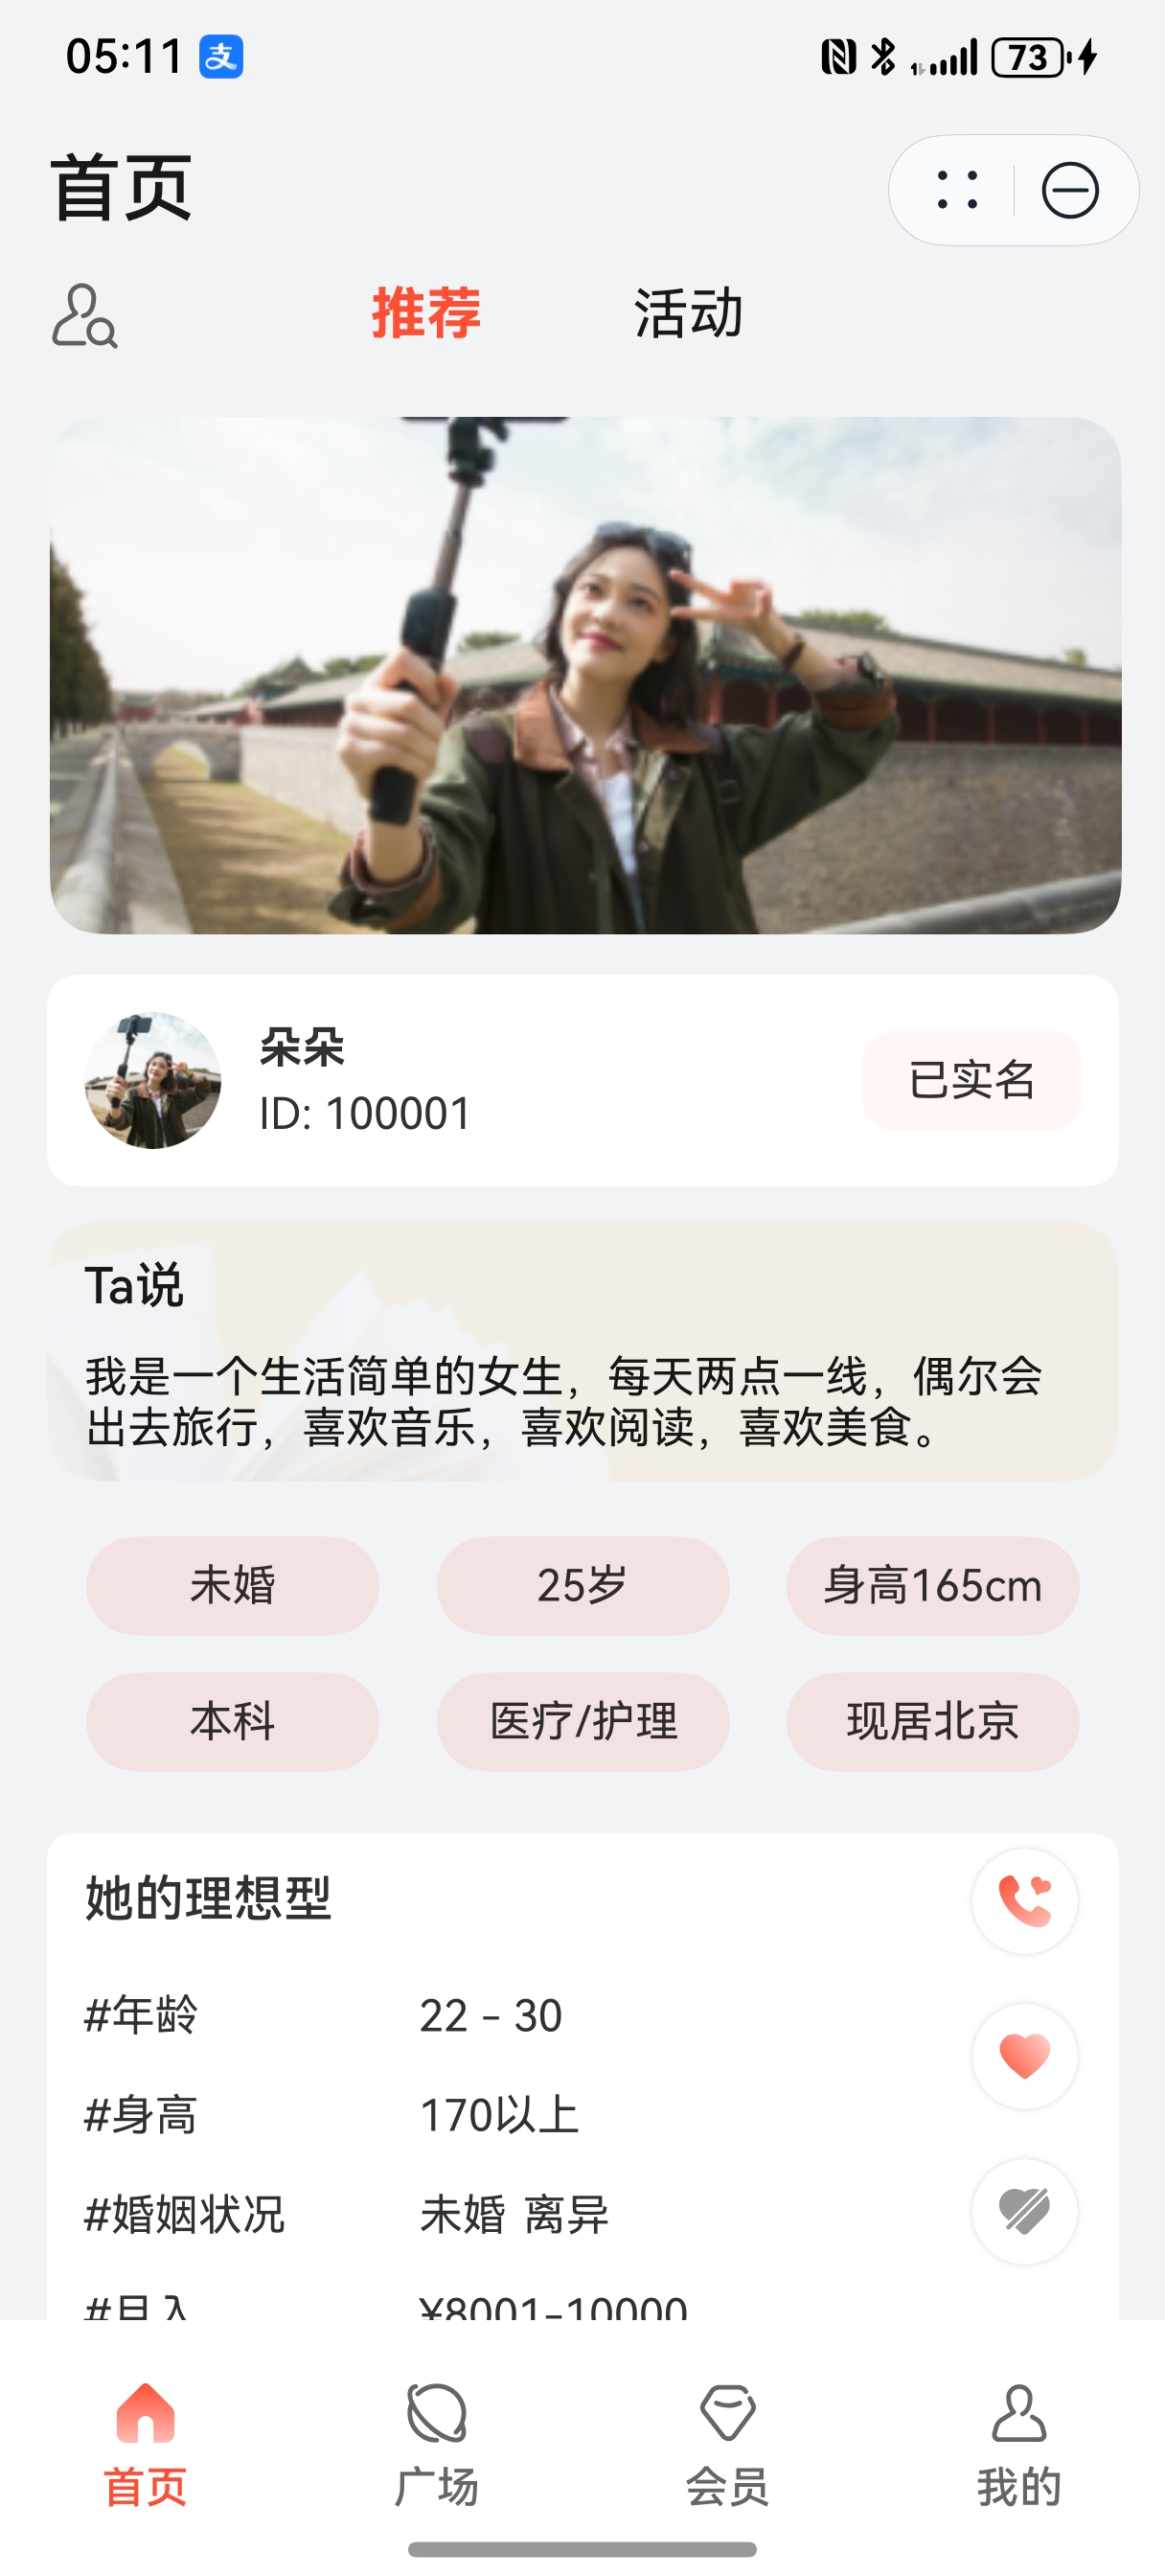 05:11 支 73
首页
推荐 活动
朵朵
ID: 100001
已实名
Ta说
我是一个生活简单的女生，每天两点一线，偶尔会
出去旅行，喜欢音乐，喜欢阅读，喜欢美食。
未婚 25岁 身高165cm
本科 医疗/护理 现居北京
她的理想型
#年龄 22 - 30
#身高 170以上
#婚姻状况 未婚 离异
#月入 ¥8001-10000
首页 广场 会员 我的